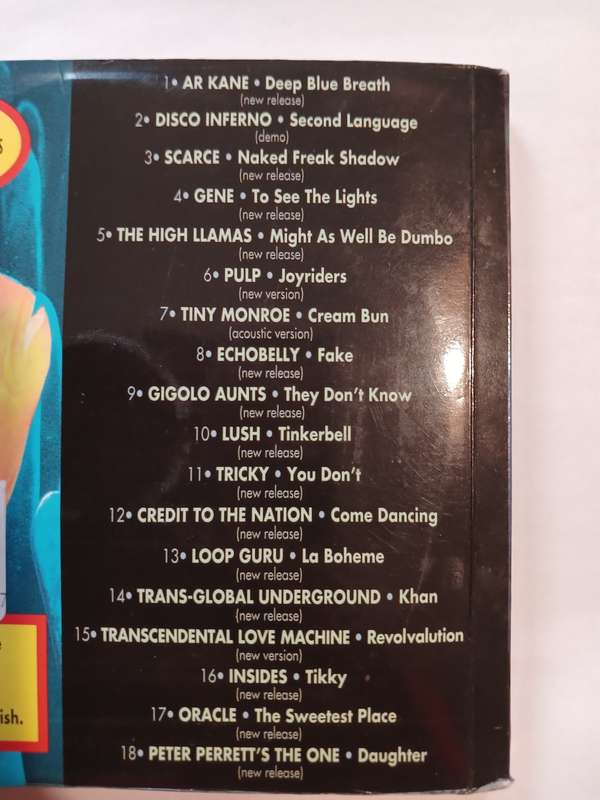 1• AR KANE • Deep Blue Breath
(new release)
2• DISCO INFERNO • Second Language
(demo)
3• SCARCE • Naked Freak Shadow
(new release)
4• GENE • To See The Lights
(new release)
5• THE HIGH LLAMAS • Might As Well Be Dumbo
(new release)
6• PULP • Joyriders
(new version)
7• TINY MONROE • Cream Bun
(acoustic version)
8• ECHOBELLY • Fake
(new release)
9• GIGOLO AUNTS • They Don't Know
(new release)
10• LUSH • Tinkerbell
(new release)
11• TRICKY • You Don't
(new release)
12• CREDIT TO THE NATION • Come Dancing
(new release)
13• LOOP GURU • La Boheme
(new release)
14• TRANS-GLOBAL UNDERGROUND • Khan
(new release)
15• TRANSCENDENTAL LOVE MACHINE • Revolvalution
(new version)
16• INSIDES • Tikky
(new release)
17• ORACLE • The Sweetest Place
(new release)
18• PETER PERRETT'S THE ONE • Daughter
(new release)
ish.